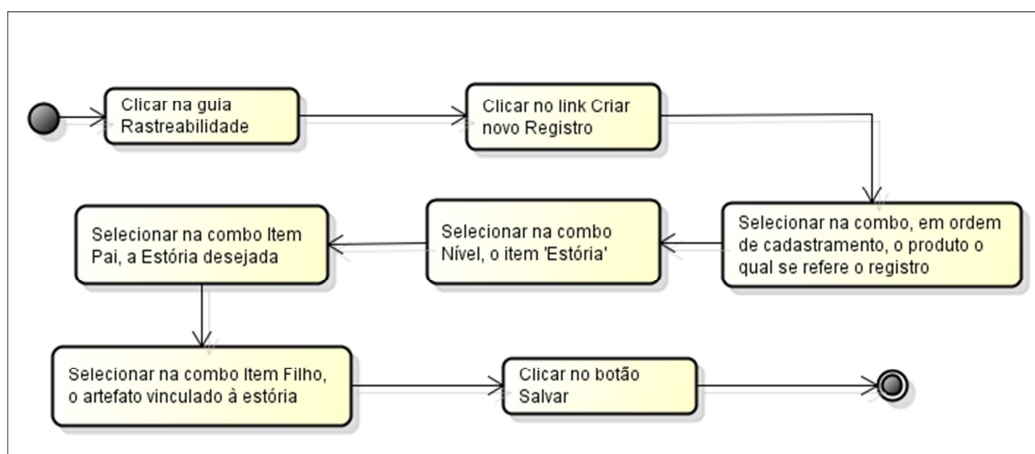 Clicar na guia
Rastreabilidade
Clicar no link Criar
novo Registro
Selecionar na combo, em ordem
de cadastramento, o produto o
qual se refere o registro
Selecionar na combo
Nível, o item 'Estória'
Selecionar na combo Item
Pai, a Estória desejada
Selecionar na combo Item Filho,
o artefato vinculado à estória
Clicar no botão
Salvar